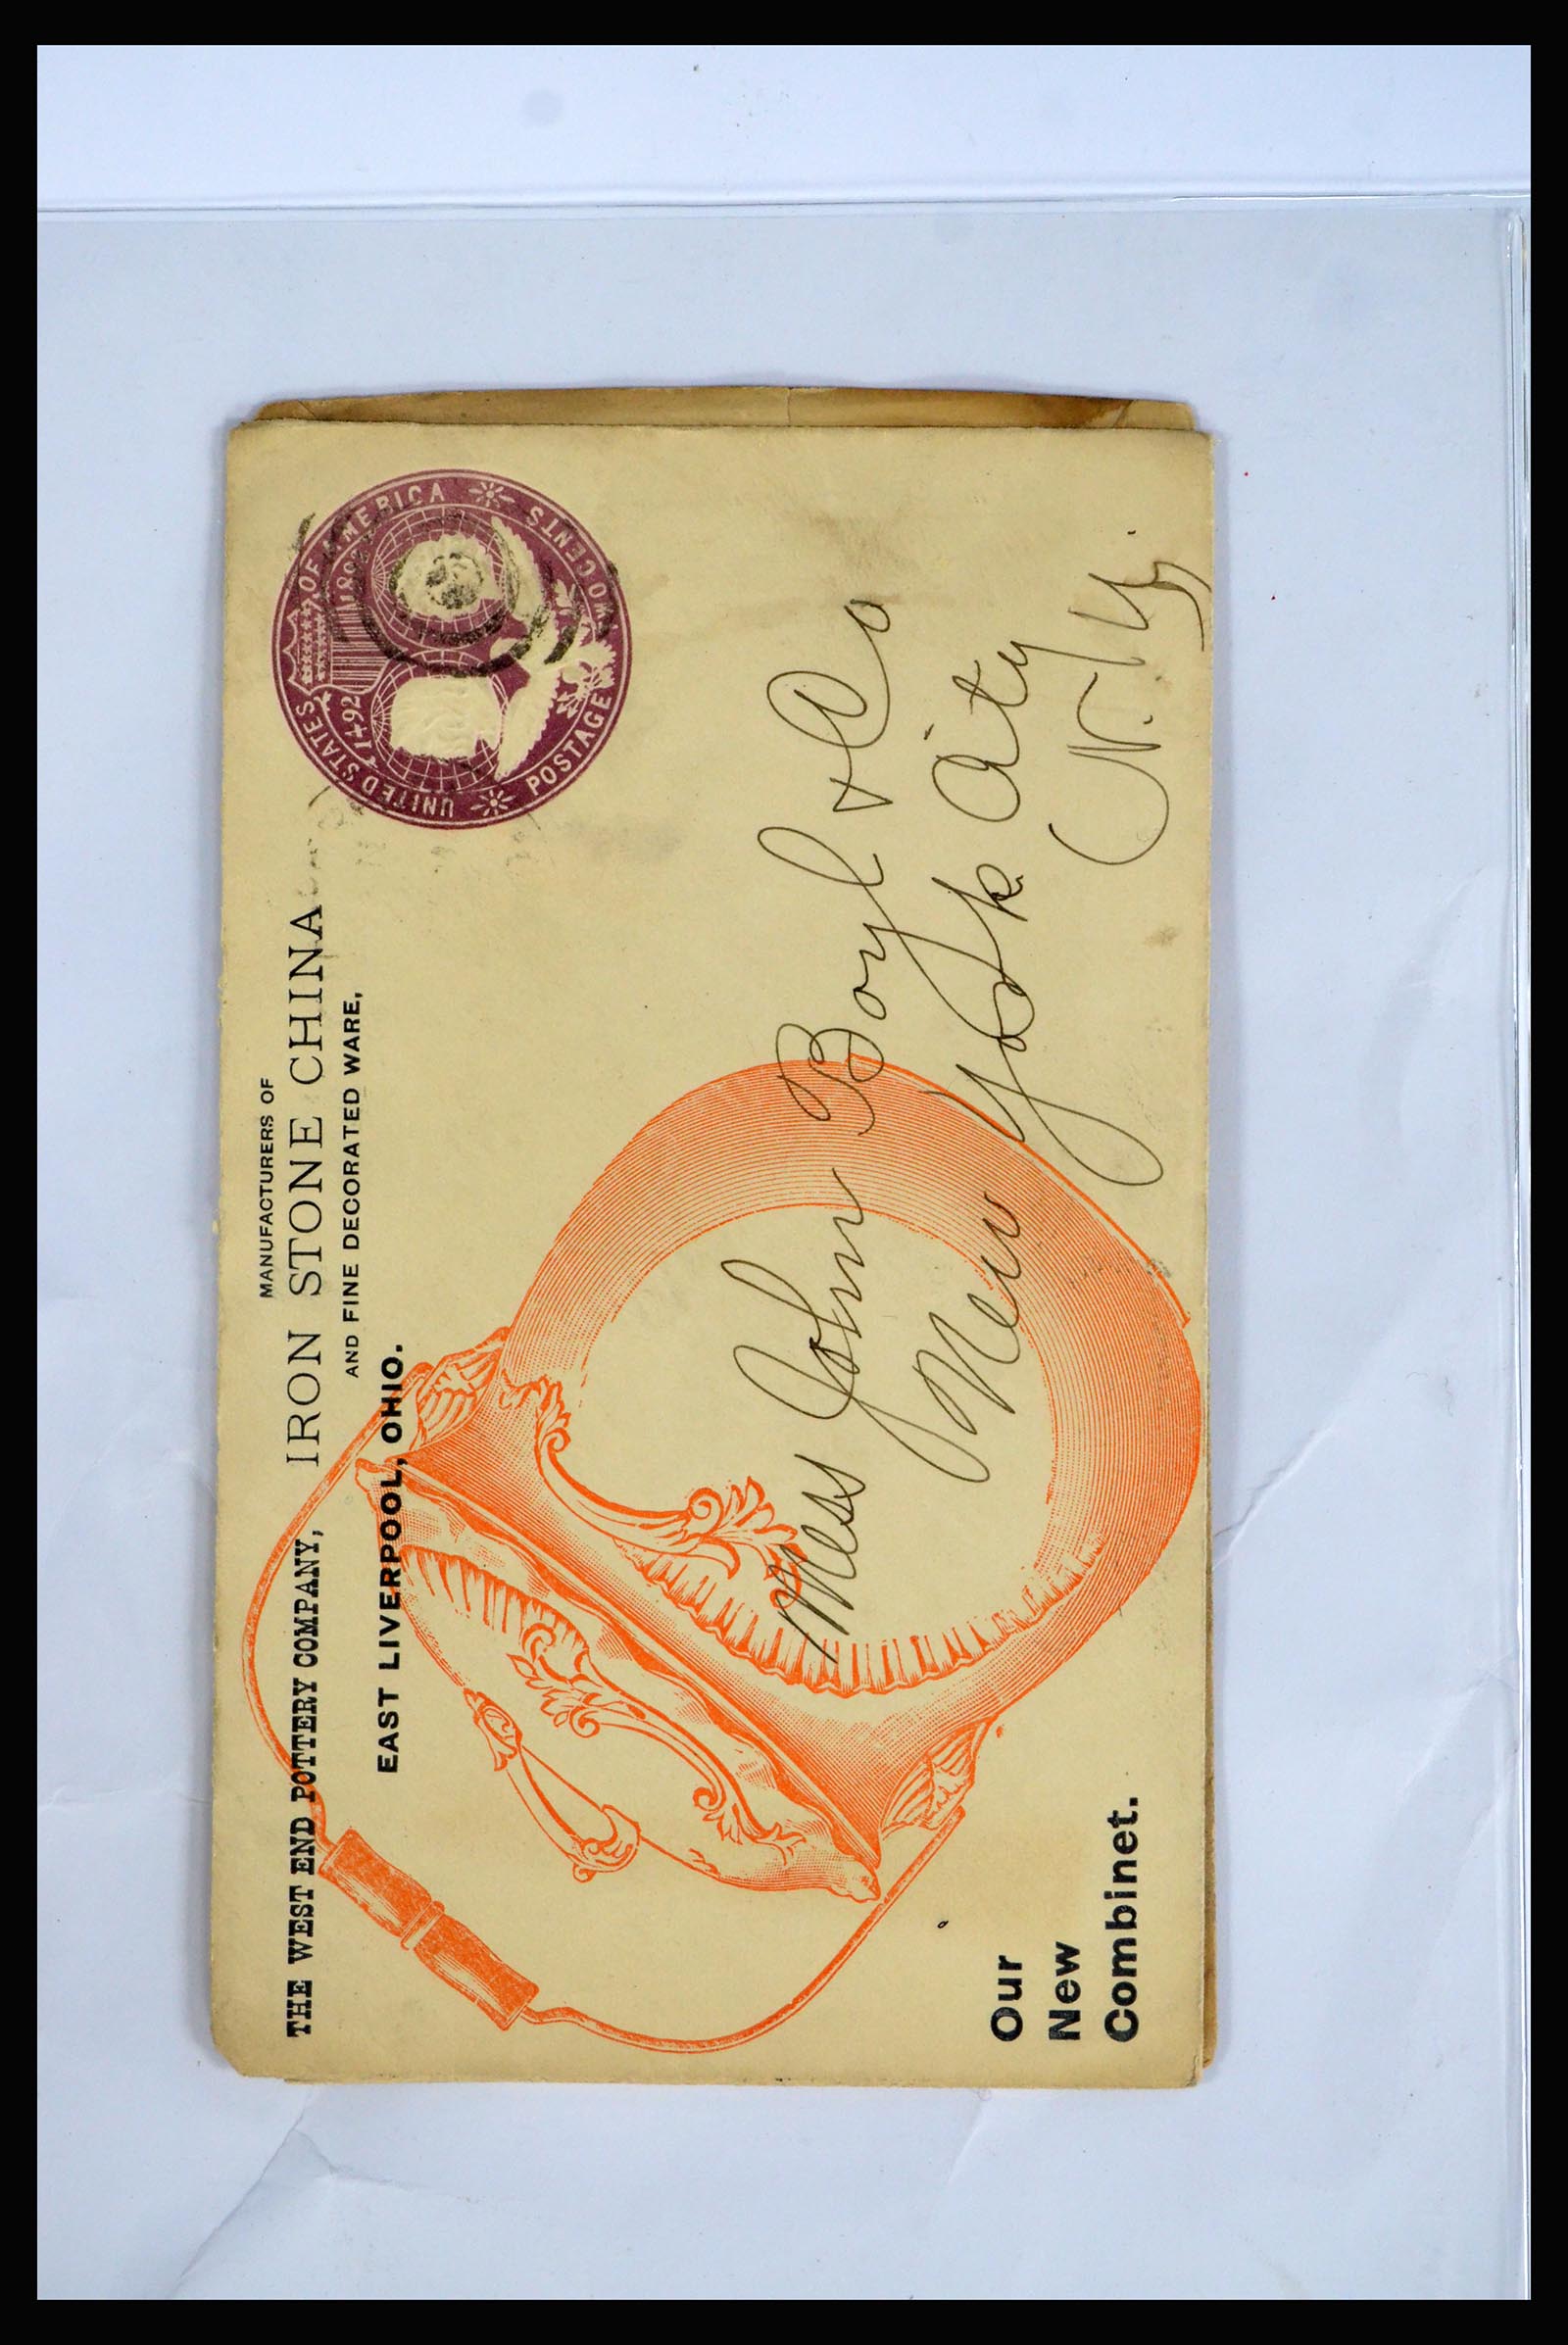 MANUFACTURERS OF
THE WEST END POTTERY COMPANY, IRON STONE CHINA
AND FINE DECORATED WARE,
EAST LIVERPOOL, OHIO.
UNITED STATES OF AMERICA
1492 1892
POSTAGE TWO CENTS
Mess John Boyl & Co
New York City
N. Y.
Our
New
Combinet.